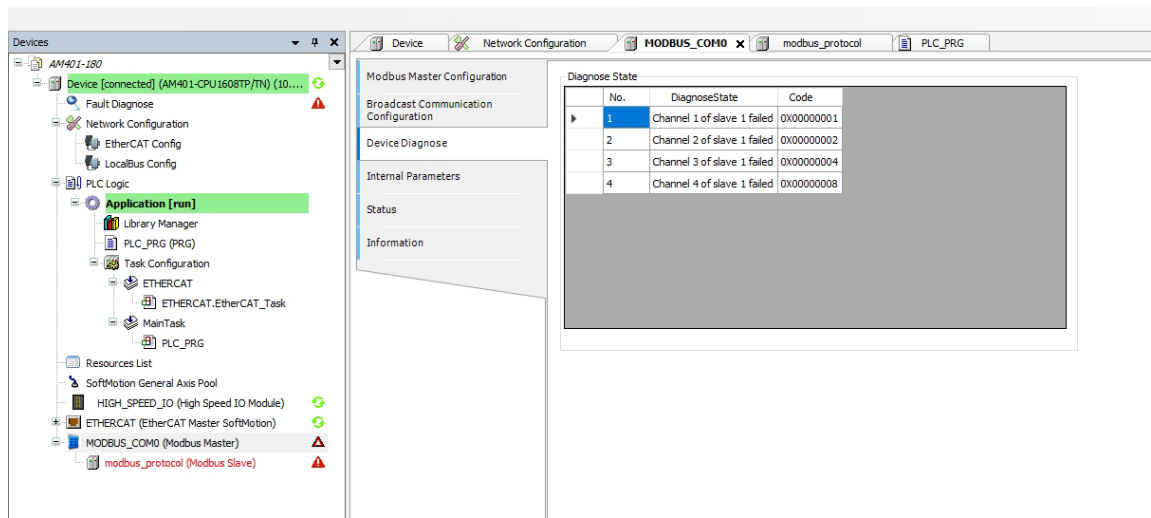 Devices
AM401-180
Device [connected] (AM401-CPU1608TP/TN) (10....
Fault Diagnose
Network Configuration
EtherCAT Config
LocalBus Config
PLC Logic
Application [run]
Library Manager
PLC_PRG (PRG)
Task Configuration
ETHERCAT
ETHERCAT.EtherCAT_Task
MainTask
PLC_PRG
Resources List
SoftMotion General Axis Pool
HIGH_SPEED_IO (High Speed IO Module)
ETHERCAT (EtherCAT Master SoftMotion)
MODBUS_COM0 (Modbus Master)
modbus_protocol (Modbus Slave)
Device Network Configuration MODBUS_COM0 modbus_protocol PLC_PRG
Modbus Master Configuration
Broadcast Communication
Configuration
Device Diagnose
Internal Parameters
Status
Information
Diagnose State
No. DiagnoseState Code
1 Channel 1 of slave 1 failed 0X00000001
2 Channel 2 of slave 1 failed 0X00000002
3 Channel 3 of slave 1 failed 0X00000004
4 Channel 4 of slave 1 failed 0X00000008